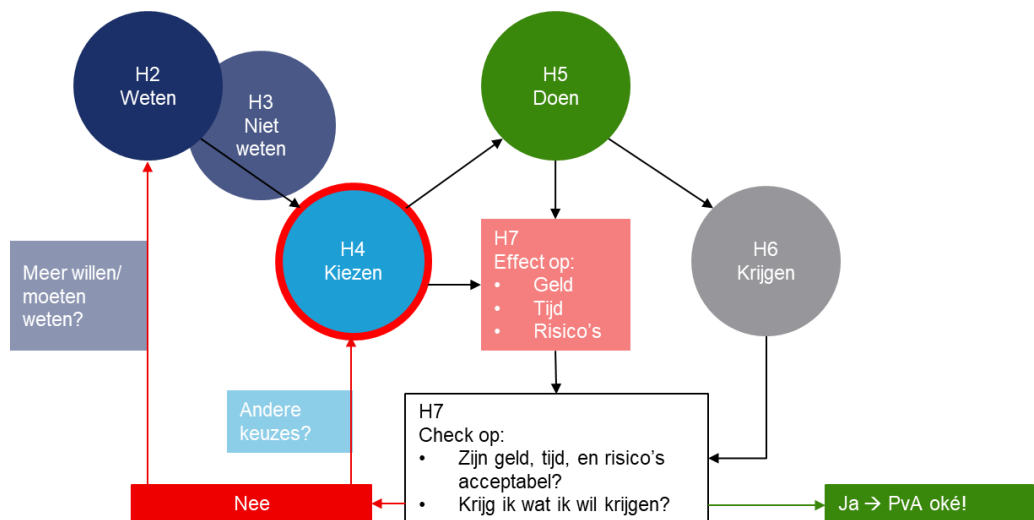 H2
Weten
H3
Niet
weten
H5
Doen
H4
Kiezen
H7
Effect op:
• Geld
• Tijd
• Risico’s
H6
Krijgen
Meer willen/
moeten
weten?
Andere
keuzes?
H7
Check op:
• Zijn geld, tijd, en risico’s
acceptabel?
• Krijg ik wat ik wil krijgen?
Nee
Ja → PvA oké!